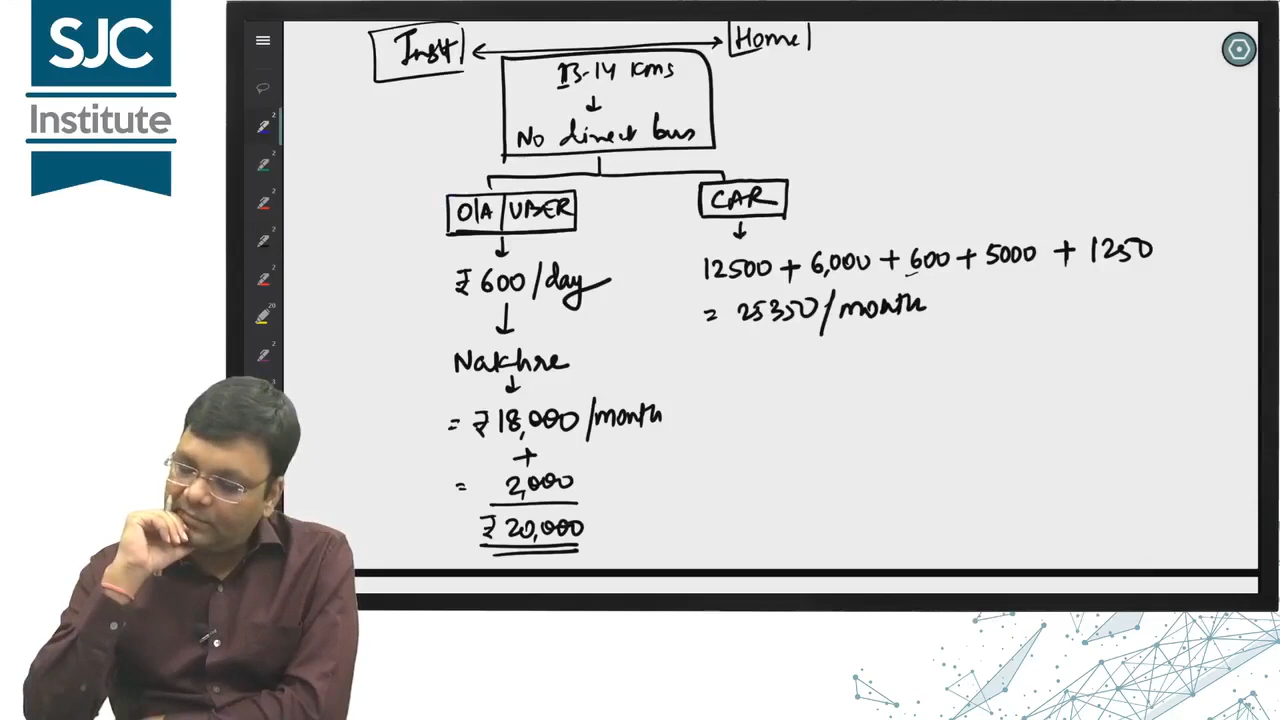 SJC
Institute
Inst ↔ Home
13-14 Kms
↓
No direct bus
OlA | UBER
CAR
↓
↓
12500 + 6,000 + 600 + 5000 + 1250
₹600/day
= 25350/month
↓
Nakhre
↓
= ₹18,000/month
+
= 2,000
₹20,000